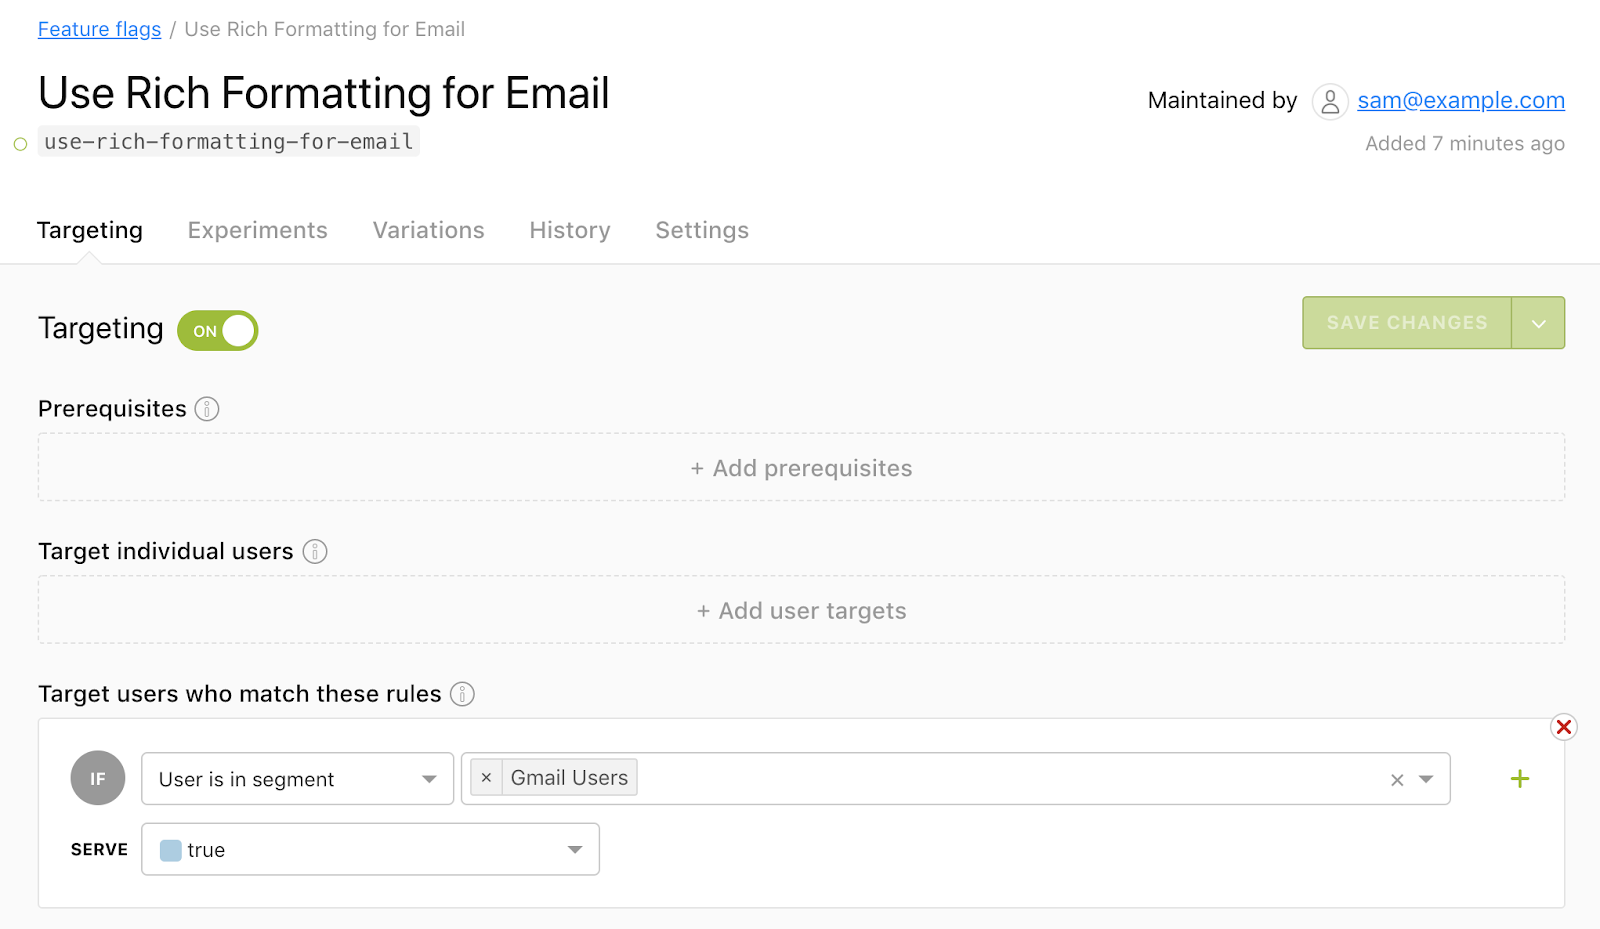 Feature flags / Use Rich Formatting for Email
Use Rich Formatting for Email
Maintained by sam@example.com
use-rich-formatting-for-email
Added 7 minutes ago
Targeting Experiments Variations History Settings
Targeting ON
SAVE CHANGES
Prerequisites
+ Add prerequisites
Target individual users
+ Add user targets
Target users who match these rules
IF User is in segment × Gmail Users × +
SERVE true